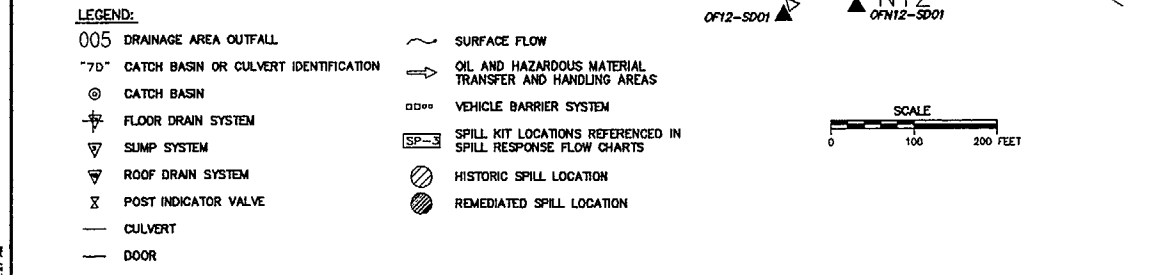 OF12-SD01
N12
OFN12-SD01
LEGEND:
005 DRAINAGE AREA OUTFALL
"7D" CATCH BASIN OR CULVERT IDENTIFICATION
CATCH BASIN
FLOOR DRAIN SYSTEM
SUMP SYSTEM
ROOF DRAIN SYSTEM
POST INDICATOR VALVE
CULVERT
DOOR
SURFACE FLOW
OIL AND HAZARDOUS MATERIAL
TRANSFER AND HANDLING AREAS
VEHICLE BARRIER SYSTEM
SP-3 SPILL KIT LOCATIONS REFERENCED IN
SPILL RESPONSE FLOW CHARTS
HISTORIC SPILL LOCATION
REMEDIATED SPILL LOCATION
SCALE
0 100 200 FEET